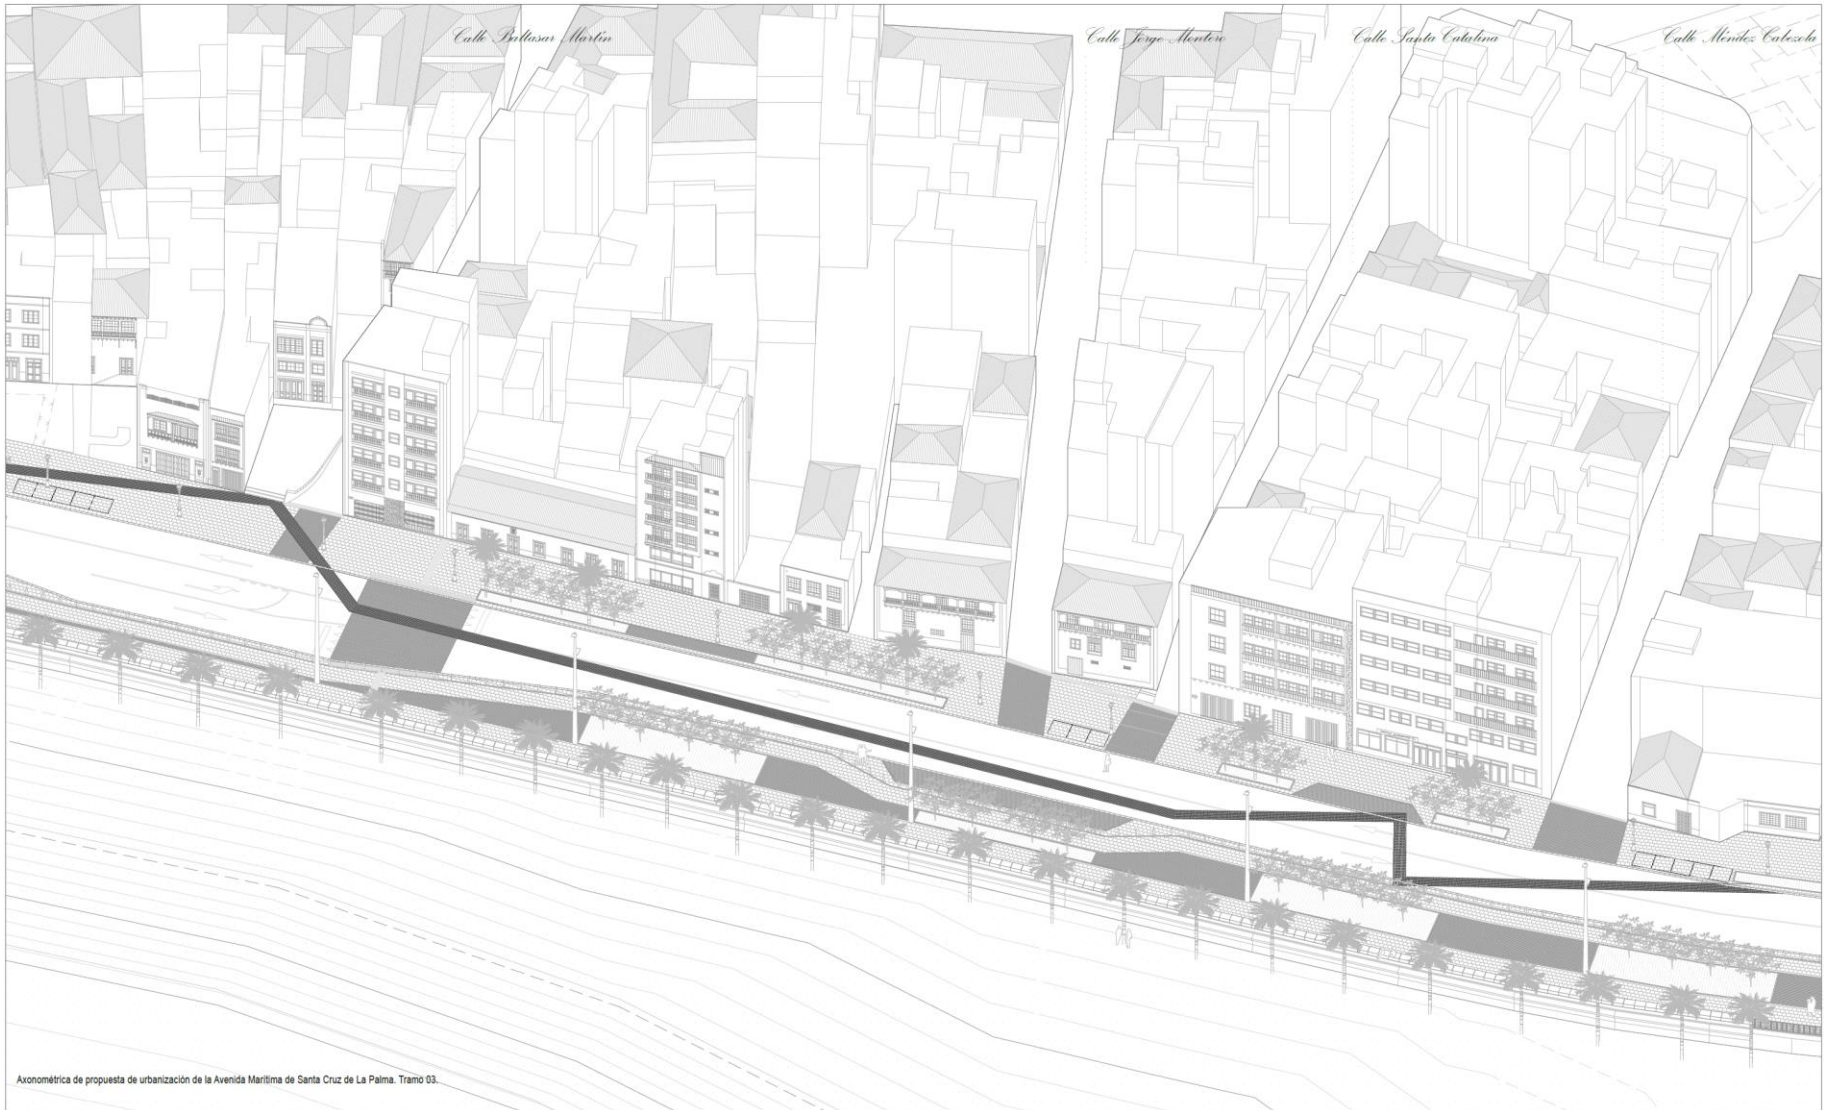 Calle Baltasar Martín
Calle Jorge Montero
Calle Santa Catalina
Calle Méndez Cabezola
Axonométrica de propuesta de urbanización de la Avenida Marítima de Santa Cruz de La Palma. Tramo 03.